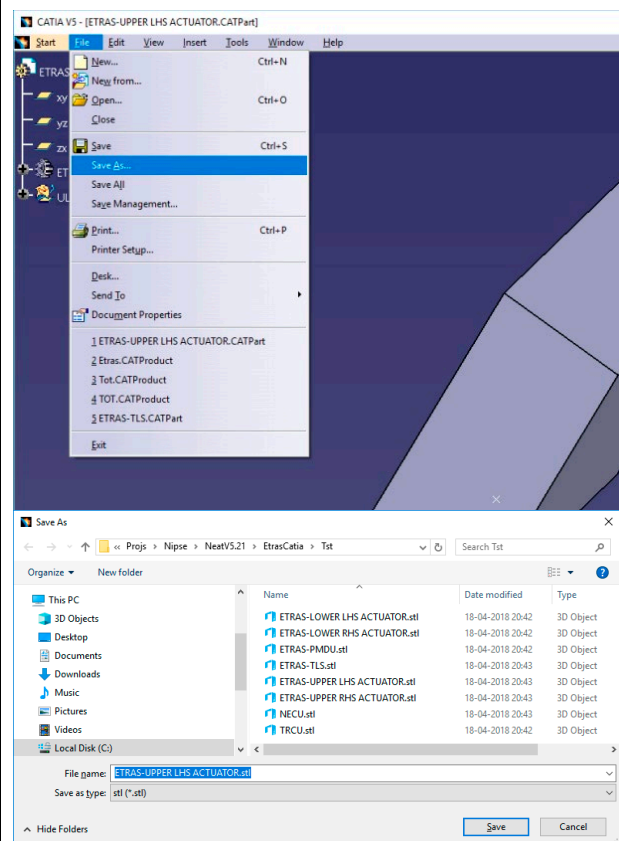 CATIA V5 - [ETRAS-UPPER LHS ACTUATOR.CATPart]
Start File Edit View Insert Tools Window Help
ETRAS
xy
yz
zx
ET
UL
New... Ctrl+N
New from...
Open... Ctrl+O
Close
Save Ctrl+S
Save As...
Save All
Save Management...
Print... Ctrl+P
Printer Setup...
Desk...
Send To
Document Properties
1 ETRAS-UPPER LHS ACTUATOR.CATPart
2 Etras.CATProduct
3 Tot.CATProduct
4 TOT.CATProduct
5 ETRAS-TLS.CATPart
Exit
Save As
« Projs > Nipse > NeatV5.21 > EtrasCatia > Tst
Search Tst
Organize New folder
This PC
3D Objects
Desktop
Documents
Downloads
Music
Pictures
Videos
Local Disk (C:)
Name Date modified Type
ETRAS-LOWER LHS ACTUATOR.stl 18-04-2018 20:42 3D Object
ETRAS-LOWER RHS ACTUATOR.stl 18-04-2018 20:42 3D Object
ETRAS-PMDU.stl 18-04-2018 20:42 3D Object
ETRAS-TLS.stl 18-04-2018 20:43 3D Object
ETRAS-UPPER LHS ACTUATOR.stl 18-04-2018 20:43 3D Object
ETRAS-UPPER RHS ACTUATOR.stl 18-04-2018 20:43 3D Object
NECU.stl 18-04-2018 20:43 3D Object
TRCU.stl 18-04-2018 20:42 3D Object
File name: ETRAS-UPPER LHS ACTUATOR.stl
Save as type: stl (*.stl)
Hide Folders
Save Cancel